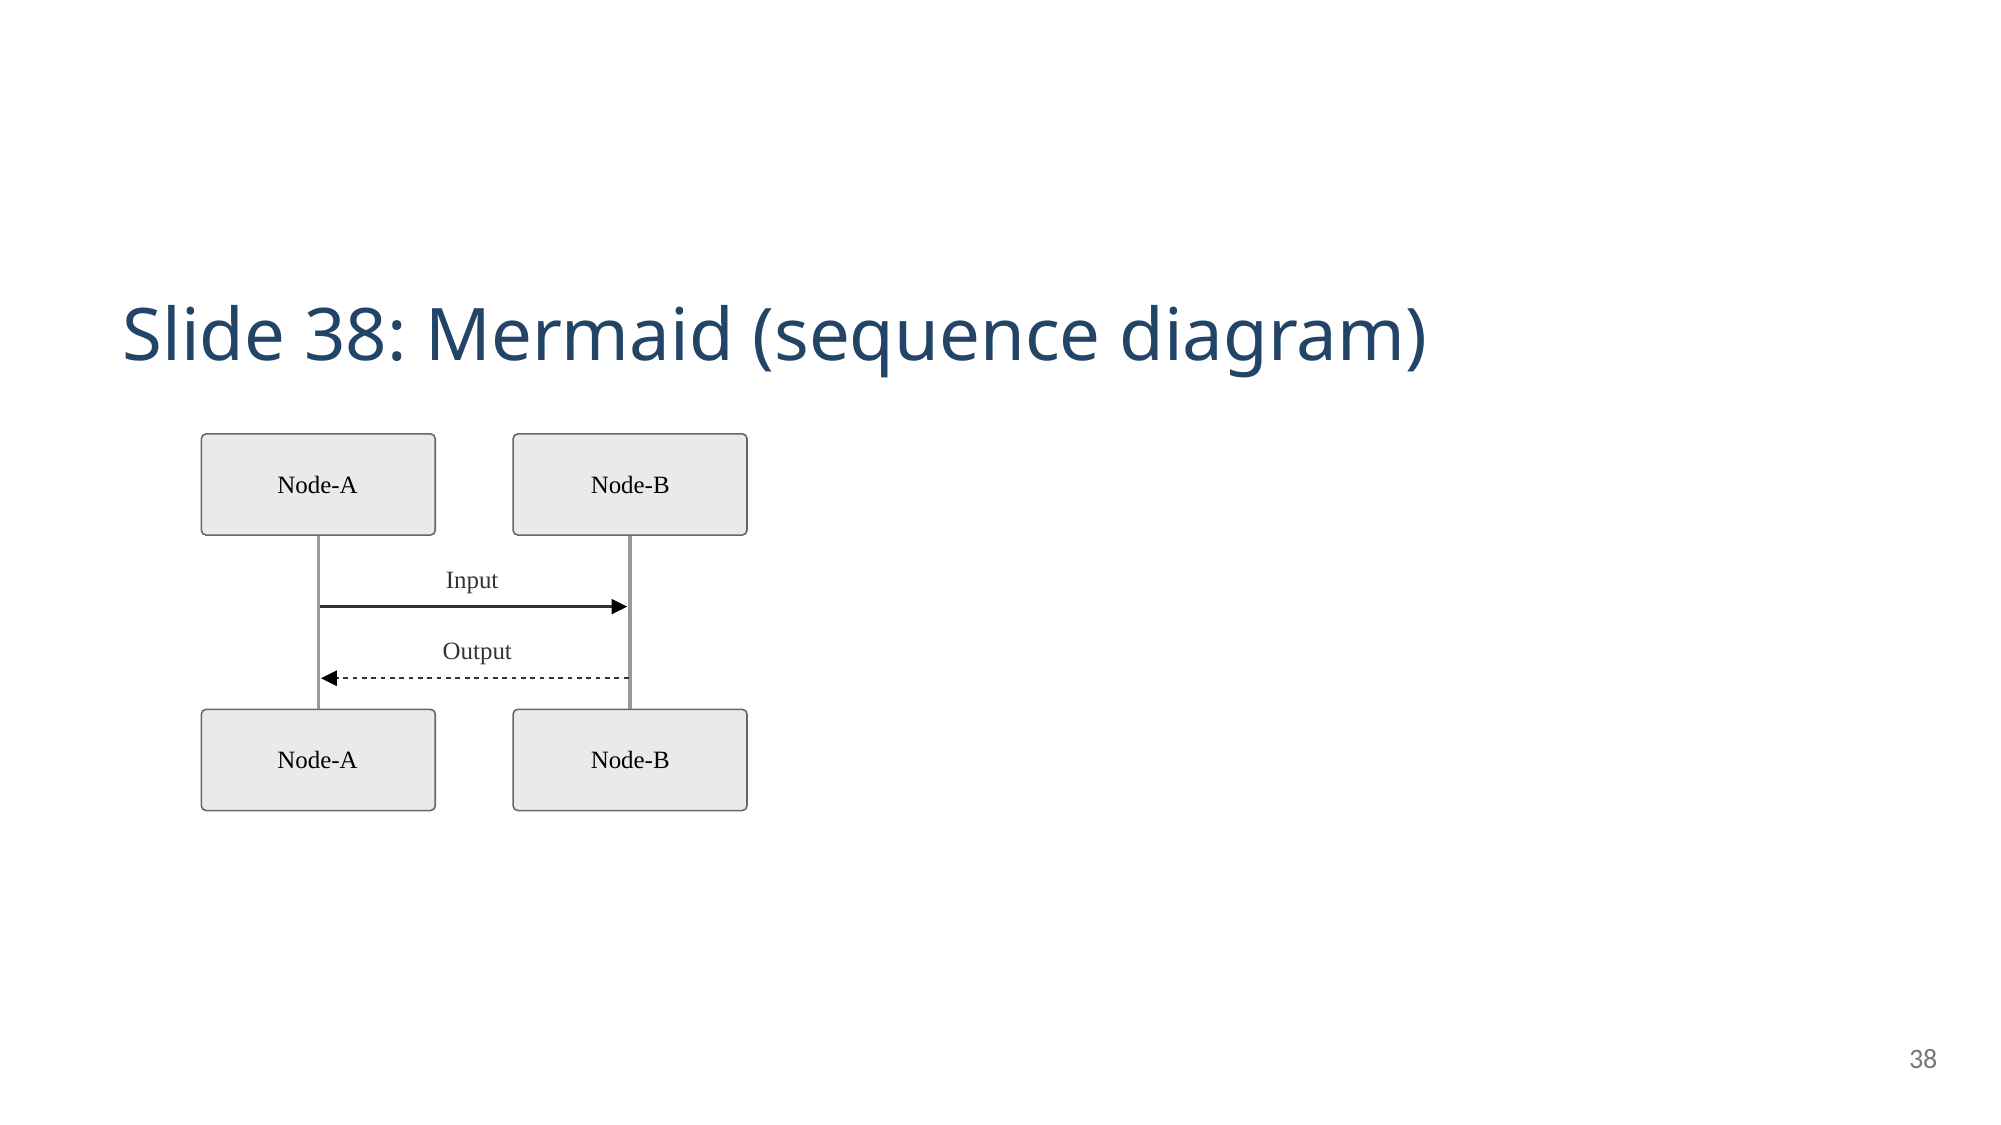 Slide 38: Mermaid (sequence diagram)
Node-A
Node-B
Input
Output
Node-A
Node-B
38